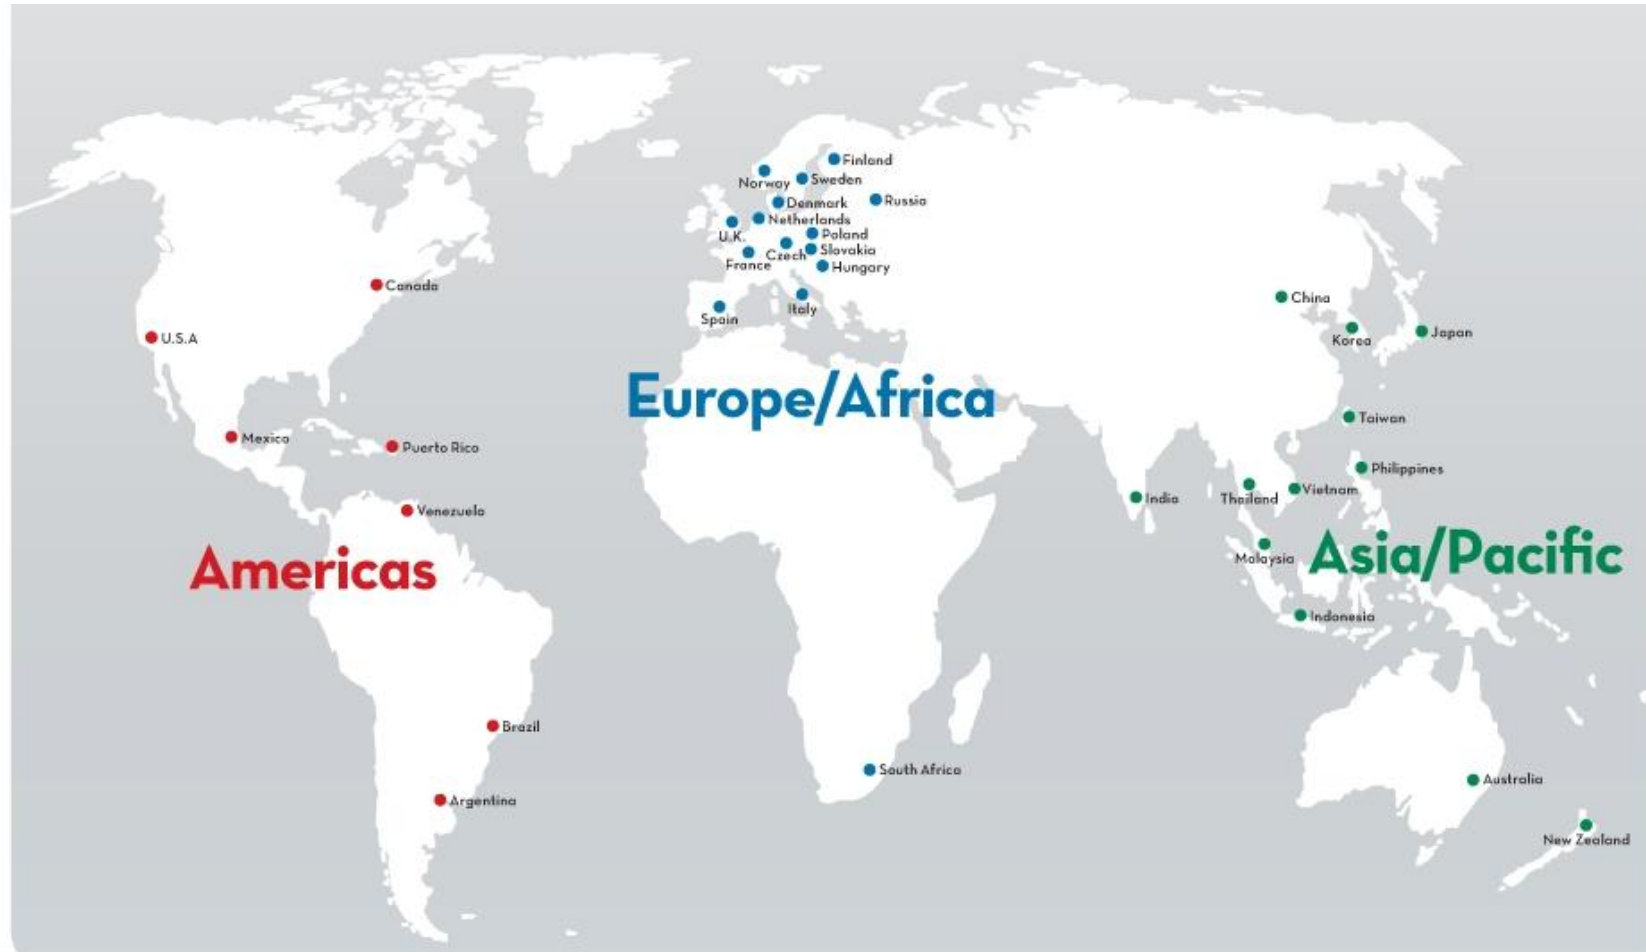 Finland
Norway
Sweden
Denmark
Russia
Netherlands
U.K.
Poland
Czech
Slovakia
France
Hungary
Canada
China
Italy
Spain
Korea
Japan
U.S.A
Europe/Africa
Taiwan
Mexico
Puerto Rico
Philippines
India
Thailand
Vietnam
Venezuela
Americas
Malaysia
Asia/Pacific
Indonesia
Brazil
South Africa
Australia
Argentina
New Zealand